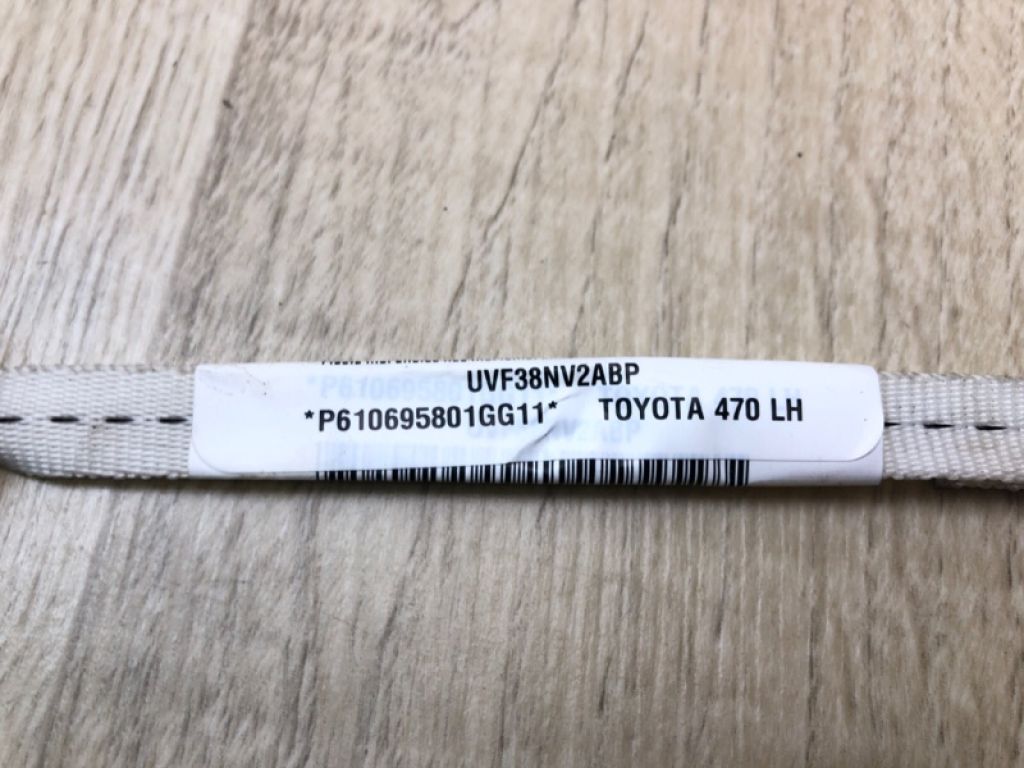 UVF38NV2ABP
*P610695801GG11* TOYOTA 470 LH